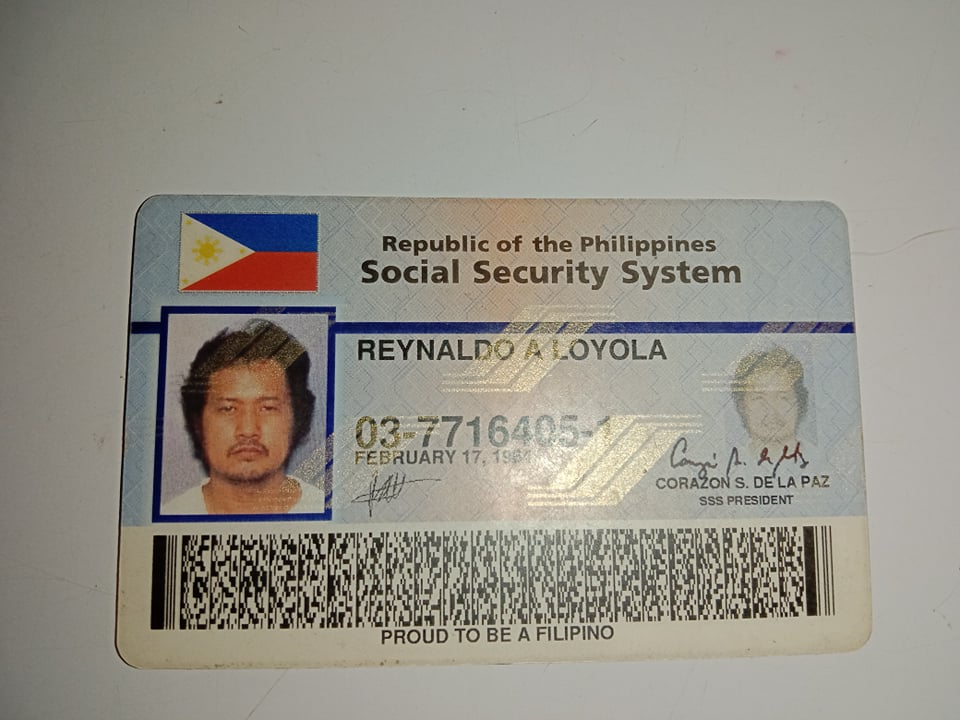 Republic of the Philippines
Social Security System
REYNALDO A LOYOLA
03-7716405-1
FEBRUARY 17,
CORAZON S. DE LA PAZ
SSS PRESIDENT
PROUD TO BE A FILIPINO